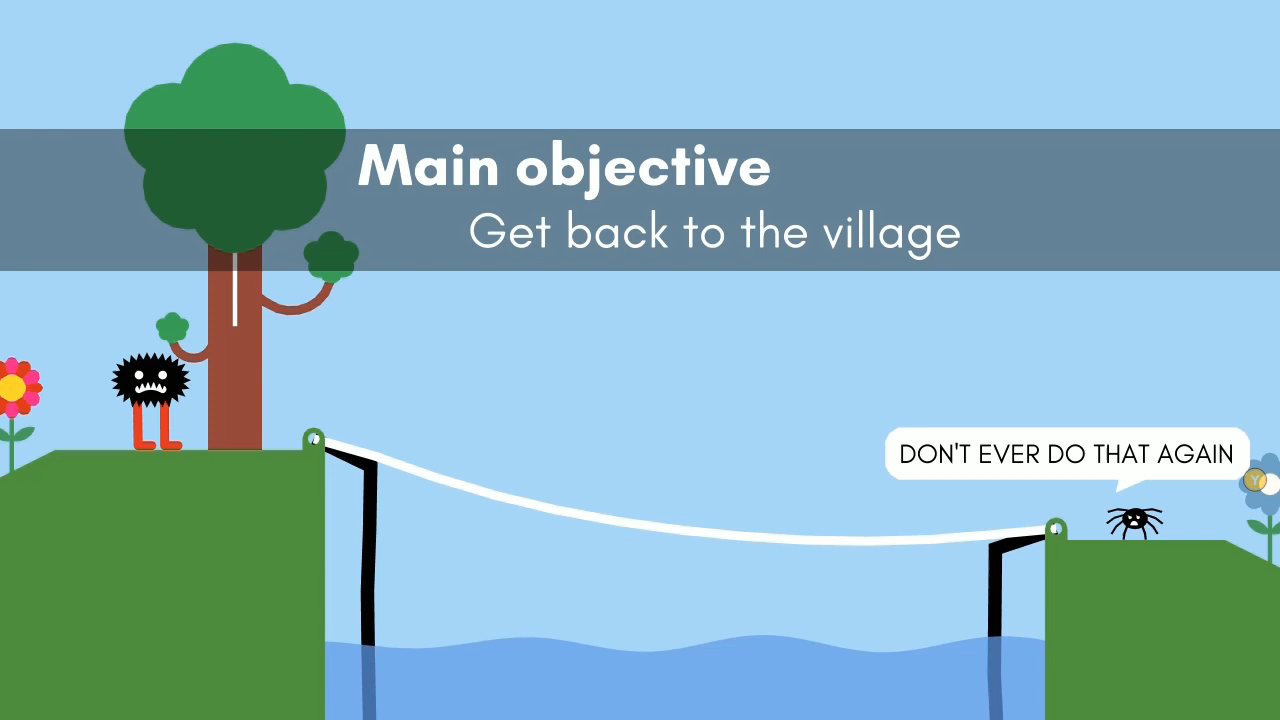 Main objective
Get back to the village
DON'T EVER DO THAT AGAIN
Y